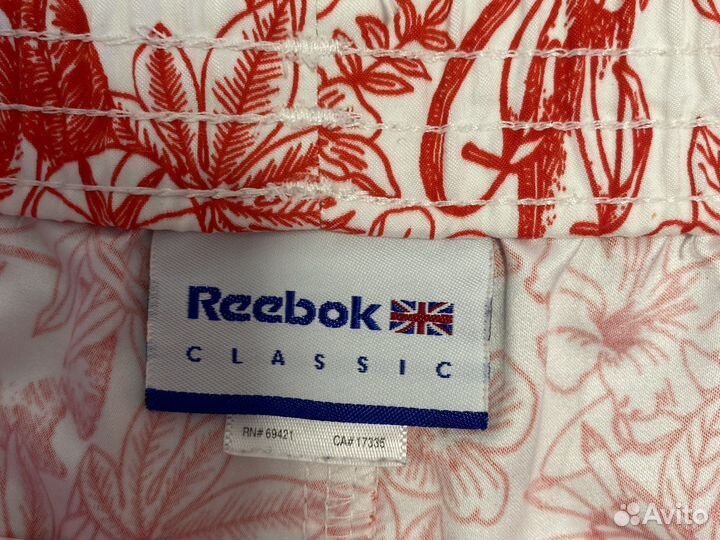 Reebok
CLASSIC
RN# 69421 CA# 17335
Avito